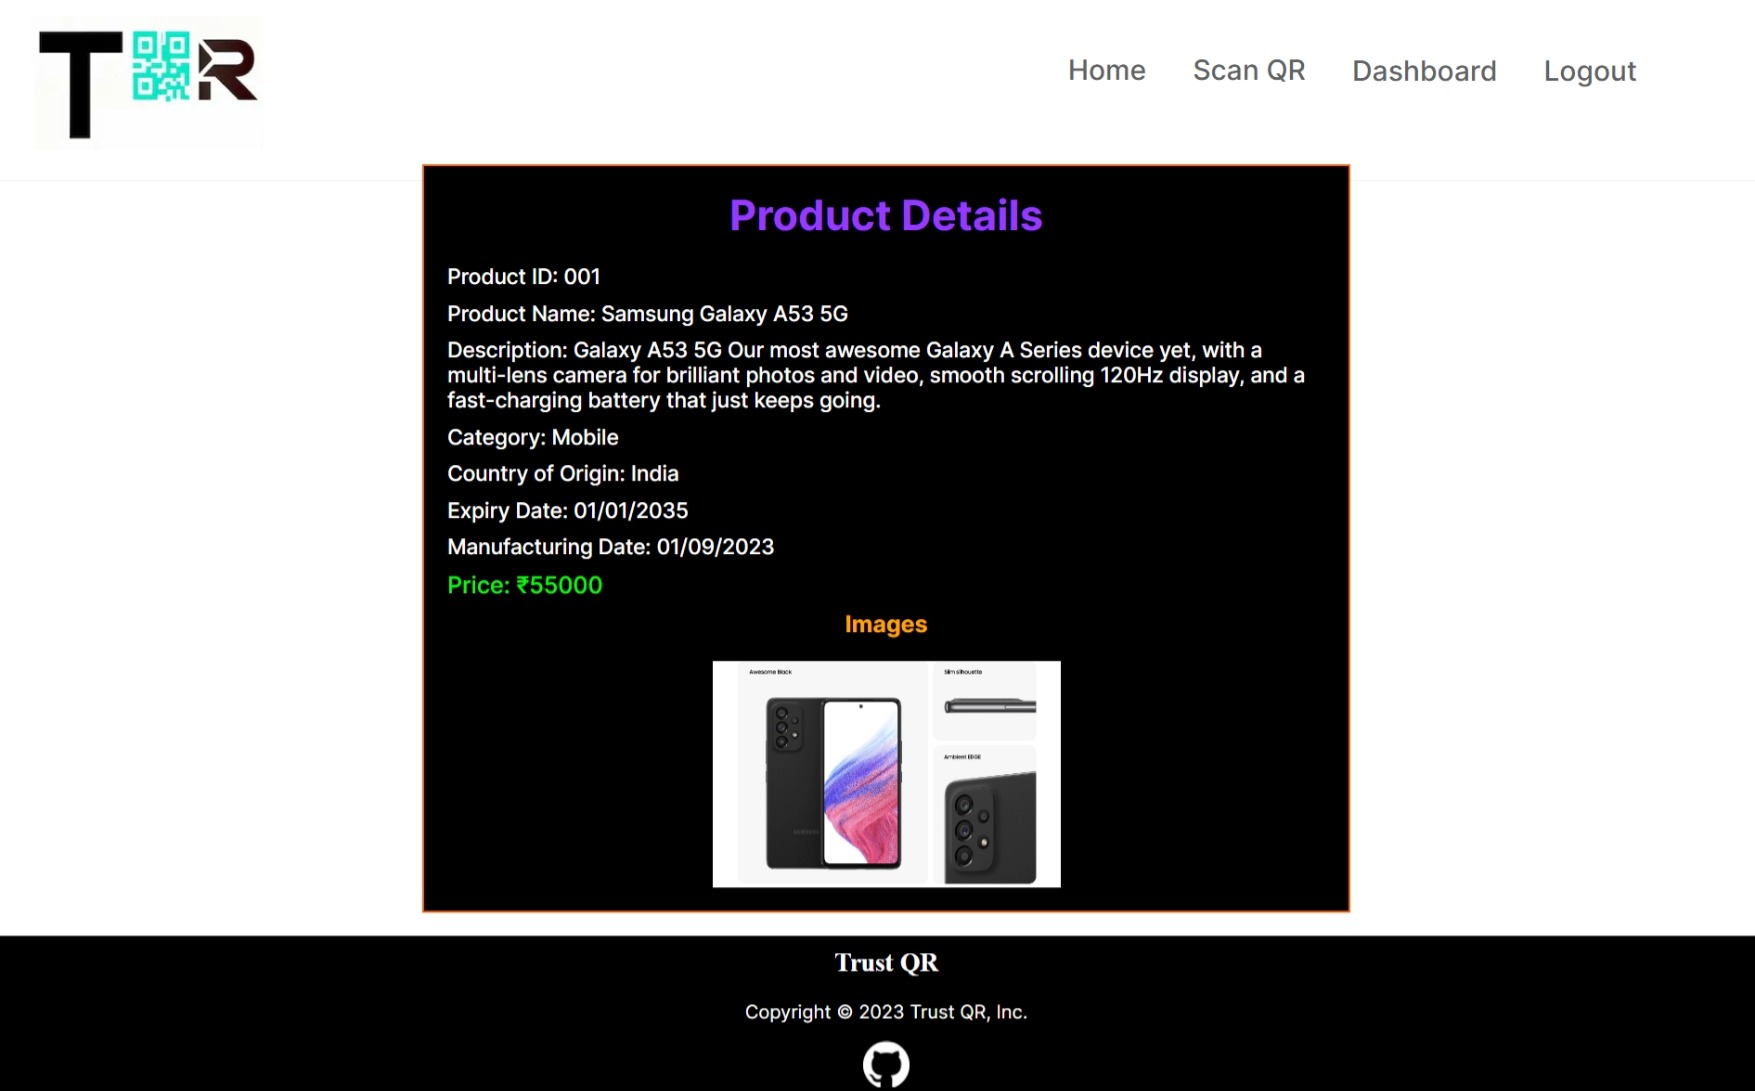 T R
Home Scan QR Dashboard Logout
Product Details
Product ID: 001
Product Name: Samsung Galaxy A53 5G
Description: Galaxy A53 5G Our most awesome Galaxy A Series device yet, with a
multi-lens camera for brilliant photos and video, smooth scrolling 120Hz display, and a
fast-charging battery that just keeps going.
Category: Mobile
Country of Origin: India
Expiry Date: 01/01/2035
Manufacturing Date: 01/09/2023
Price: ₹55000
Images
Awesome Black
Slim silhouette
Ambient EDGE
SAMSUNG
Trust QR
Copyright © 2023 Trust QR, Inc.